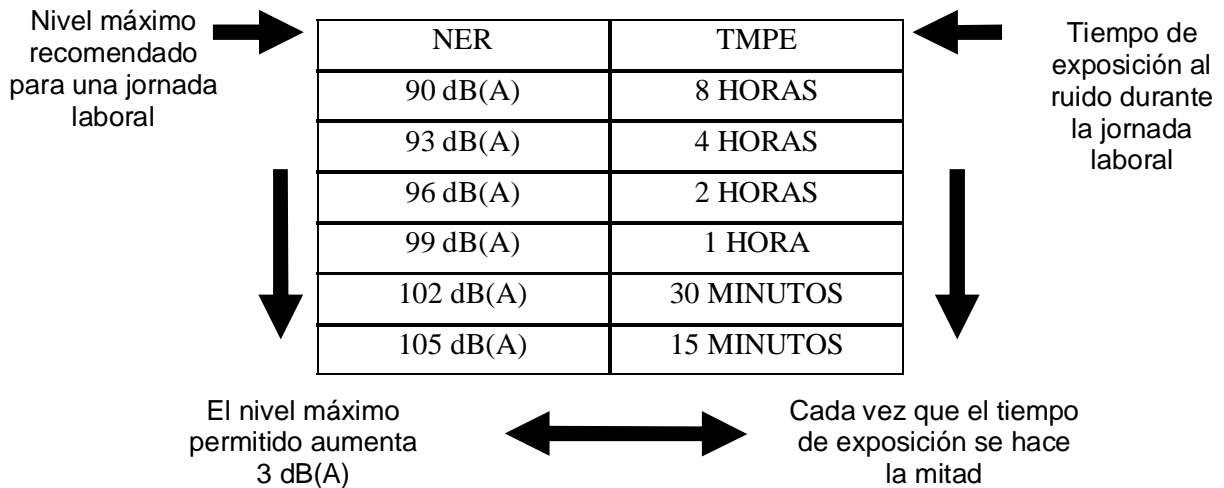 Nivel máximo
recomendado
para una jornada
laboral
NER TMPE
90 dB(A) 8 HORAS
93 dB(A) 4 HORAS
96 dB(A) 2 HORAS
99 dB(A) 1 HORA
102 dB(A) 30 MINUTOS
105 dB(A) 15 MINUTOS
Tiempo de
exposición al
ruido durante
la jornada
laboral
El nivel máximo
permitido aumenta
3 dB(A)
Cada vez que el tiempo
de exposición se hace
la mitad